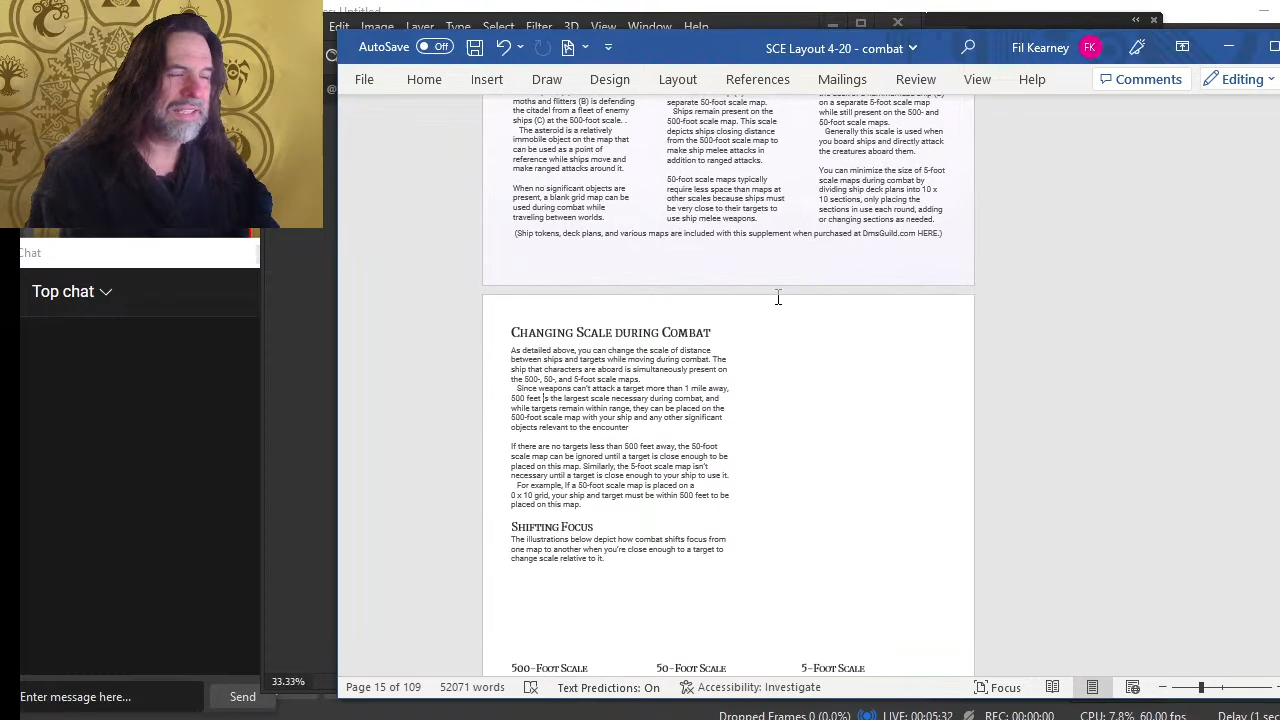 Untitled
Edit Image Layer Type Select Filter 3D View Window Help
AutoSave Off SCE Layout 4-20 - combat Fil Kearney FK
File Home Insert Draw Design Layout References Mailings Review View Help Comments Editing
Chat
Top chat
Enter message here...
Send
33.33%
moths and flitters (B) is defending
the citadel from a fleet of enemy
ships (C) at the 500-foot scale. .
The asteroid is a relatively
immobile object on the map that
can be used as a point of
reference while ships move and
make ranged attacks around it.
When no significant objects are
present, a blank grid map can be
used during combat while
traveling between worlds.
separate 50-foot scale map.
Ships remain present on the
500-foot scale map. This scale
depicts ships closing distance
from the 500-foot scale map to
make ship melee attacks in
addition to ranged attacks.
50-foot scale maps typically
require less space than maps at
other scales because ships must
be very close to their targets to
use ship melee weapons.
on a separate 5-foot scale map
while still present on the 500- and
50-foot scale maps.
Generally this scale is used when
you board ships and directly attack
the creatures aboard them.
You can minimize the size of 5-foot
scale maps during combat by
dividing ship deck plans into 10 x
10 sections, only placing the
sections in use each round, adding
or changing sections as needed.
(Ship tokens, deck plans, and various maps are included with this supplement when purchased at DmsGuild.com HERE.)
Changing Scale during Combat
As detailed above, you can change the scale of distance
between ships and targets while moving during combat. The
ship that characters are aboard is simultaneously present on
the 500-, 50-, and 5-foot scale maps.
Since weapons can't attack a target more than 1 mile away,
500 feet is the largest scale necessary during combat, and
while targets remain within range, they can be placed on the
500-foot scale map with your ship and any other significant
objects relevant to the encounter
If there are no targets less than 500 feet away, the 50-foot
scale map can be ignored until a target is close enough to be
placed on this map. Similarly, the 5-foot scale map isn't
necessary until a target is close enough to your ship to use it.
For example, If a 50-foot scale map is placed on a
0 x 10 grid, your ship and target must be within 500 feet to be
placed on this map.
Shifting Focus
The illustrations below depict how combat shifts focus from
one map to another when you're close enough to a target to
change scale relative to it.
500-Foot Scale 50-Foot Scale 5-Foot Scale
Page 15 of 109 52071 words Text Predictions: On Accessibility: Investigate Focus
Dropped Frames 0 (0.0%) LIVE: 00:05:32 REC: 00:00:00 CPU: 7.8%, 60.00 fps Delay (1 sec